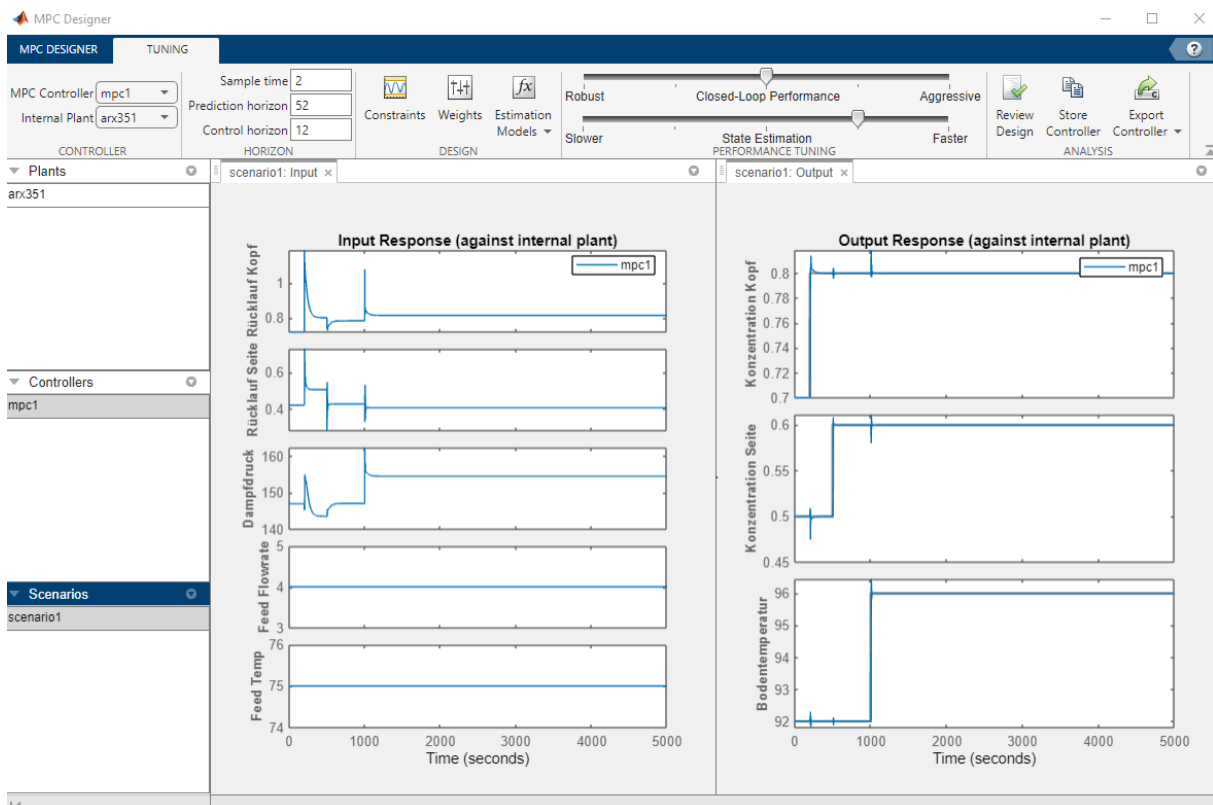 MPC Designer
MPC DESIGNER TUNING
MPC Controller mpc1
Internal Plant arx351
CONTROLLER
Sample time 2
Prediction horizon 52
Control horizon 12
HORIZON
Constraints
Weights
Estimation
Models
DESIGN
Robust Closed-Loop Performance Aggressive
Slower State Estimation Faster
PERFORMANCE TUNING
Review
Design
Store
Controller
Export
Controller
ANALYSIS
Plants
arx351
Controllers
mpc1
Scenarios
scenario1
scenario1: Input
Input Response (against internal plant)
mpc1
Rücklauf Kopf
1
0.8
Rücklauf Seite
0.6
0.4
Dampfdruck
160
150
140
Feed Flowrate
5
4
3
Feed Temp
76
75
74
0 1000 2000 3000 4000 5000
Time (seconds)
scenario1: Output
Output Response (against internal plant)
mpc1
Konzentration Kopf
0.8
0.78
0.76
0.74
0.72
0.7
Konzentration Seite
0.6
0.55
0.5
0.45
Bodentemperatur
96
95
94
93
92
0 1000 2000 3000 4000 5000
Time (seconds)